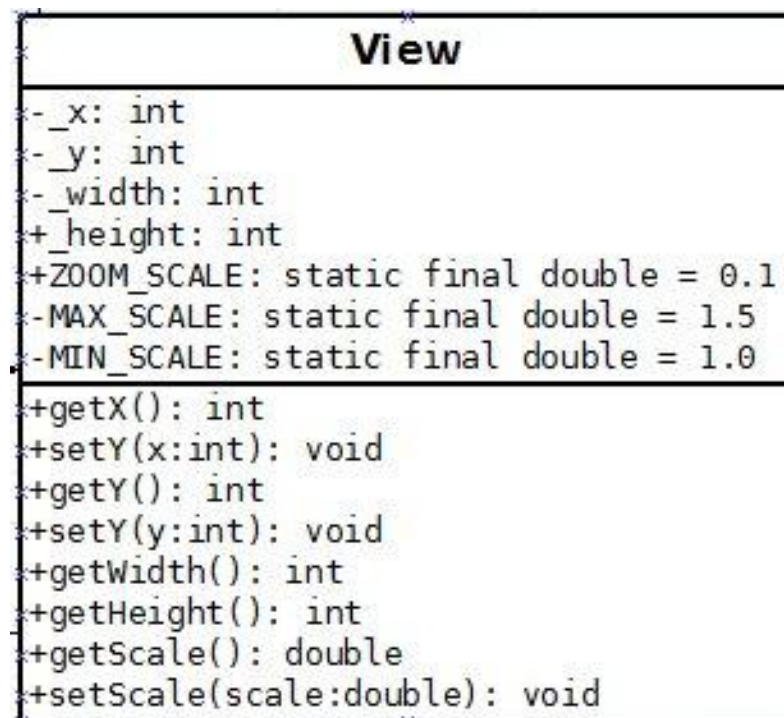 View
-_x: int
-_y: int
-_width: int
+_height: int
+ZOOM_SCALE: static final double = 0.1
-MAX_SCALE: static final double = 1.5
-MIN_SCALE: static final double = 1.0
+getX(): int
+setY(x:int): void
+getY(): int
+setY(y:int): void
+getWidth(): int
+getHeight(): int
+getScale(): double
+setScale(scale:double): void